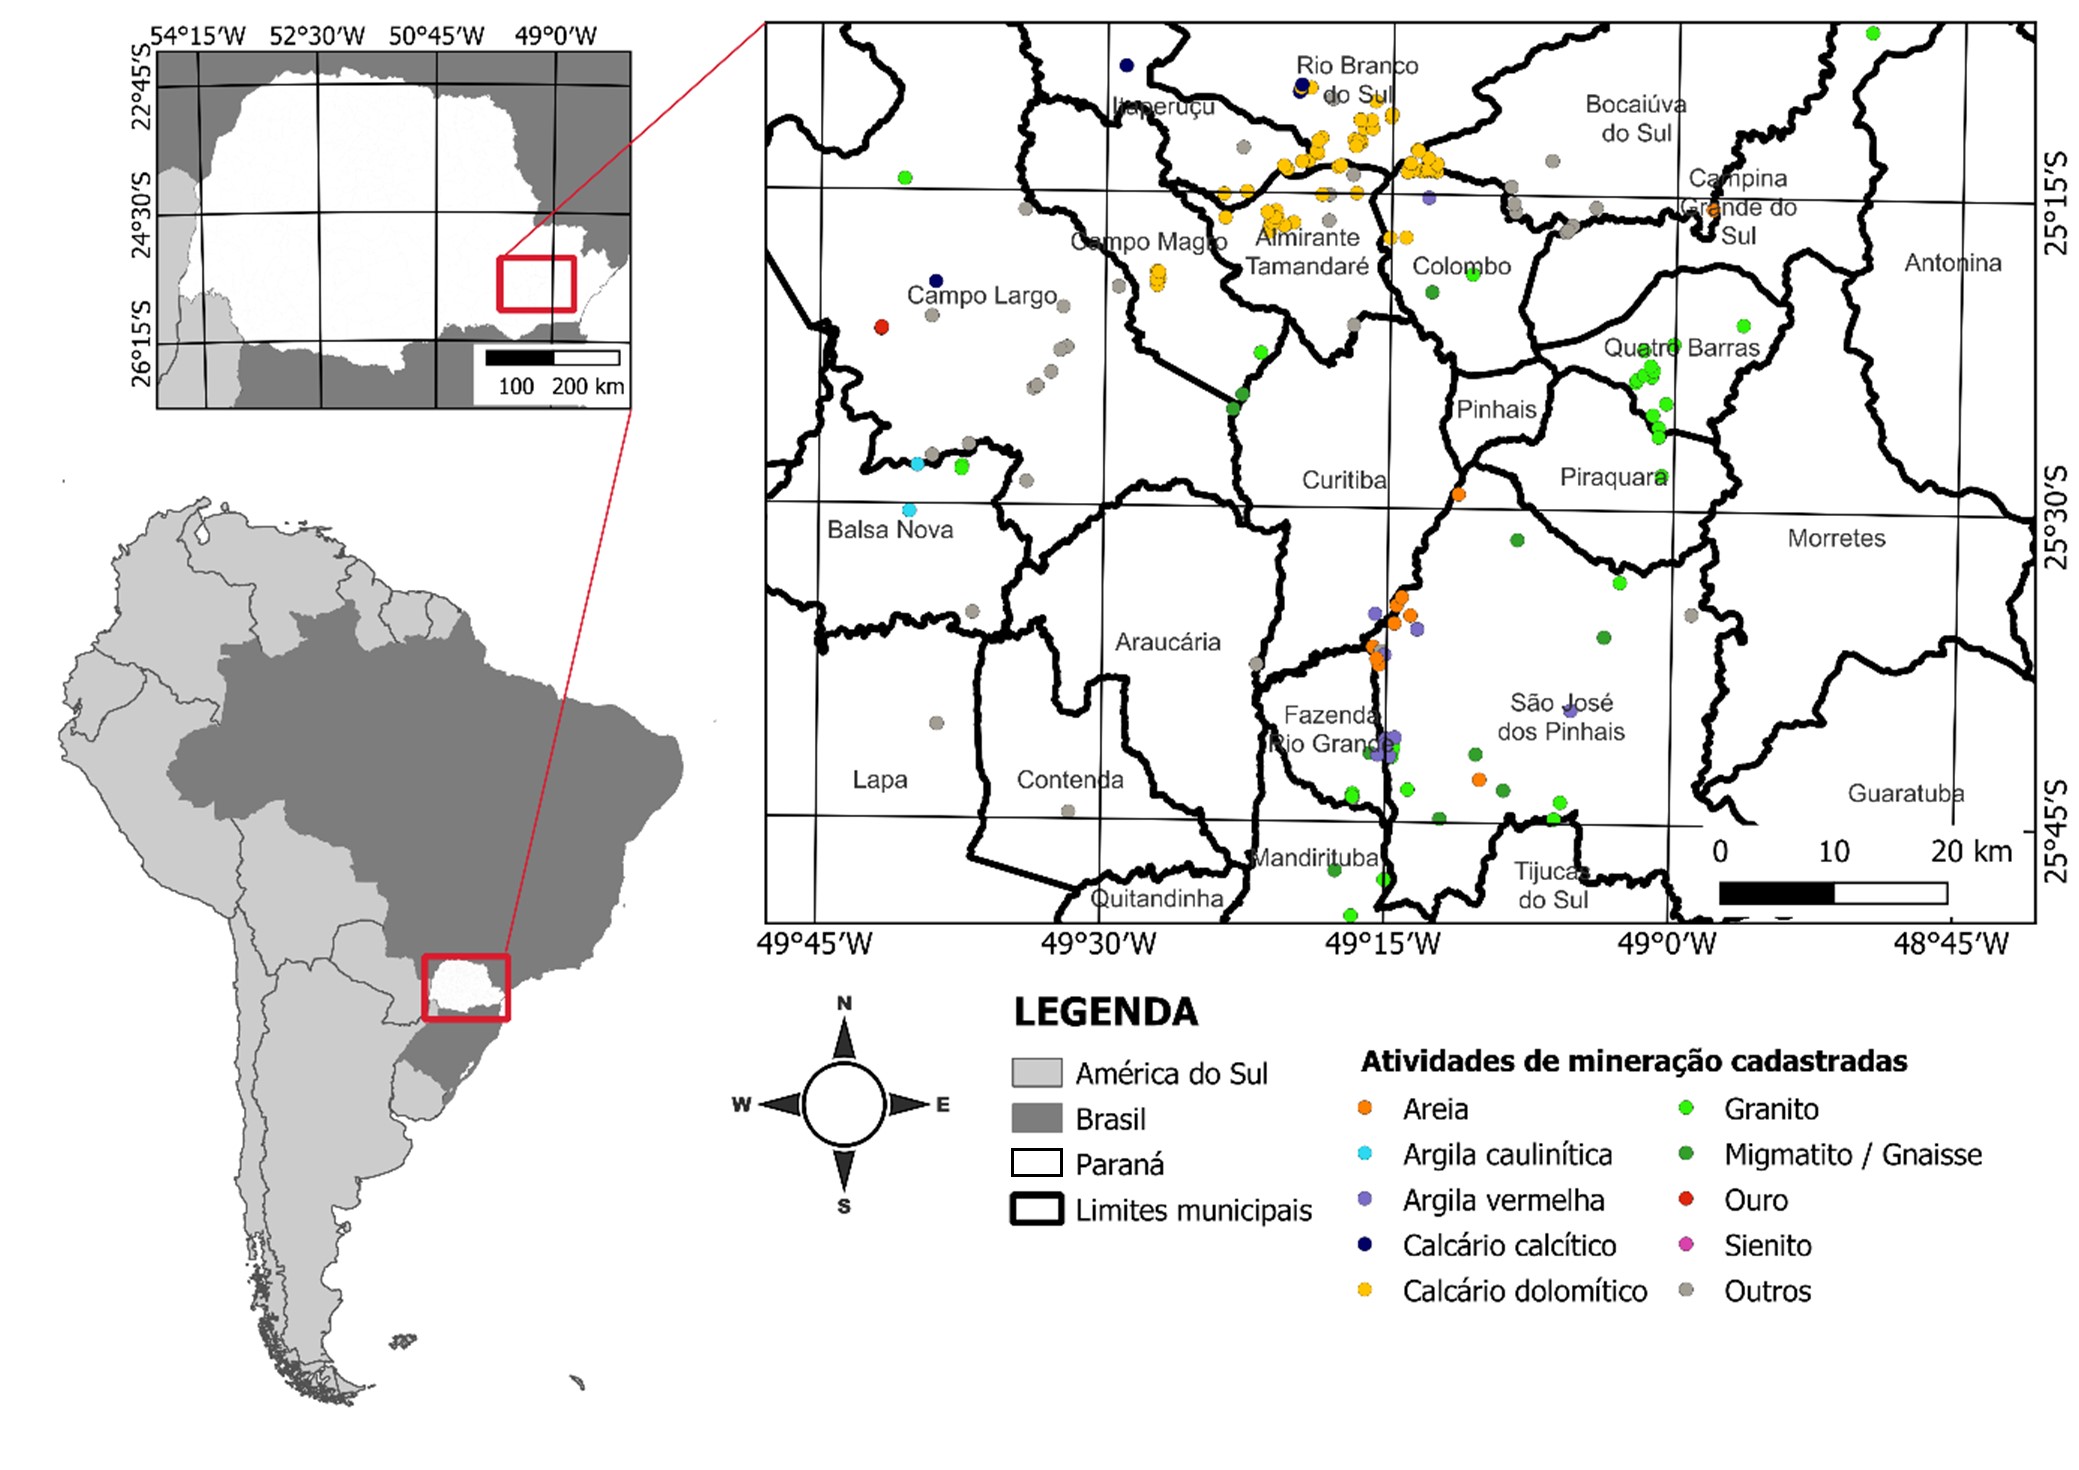 54°15′W 52°30′W 50°45′W 49°0′W
22°45′S
24°30′S
26°15′S
100 200 km
Rio Branco
do Sul
Itaperuçu
Bocaiúva
do Sul
Campina
Grande do
Sul
Campo Magro
Almirante
Tamandaré
Colombo
Antonina
Campo Largo
Quatro Barras
Pinhais
Curitiba
Piraquara
Balsa Nova
Morretes
Araucária
Fazenda
Rio Grande
São José
dos Pinhais
Lapa
Contenda
Guaratuba
Mandirituba
Quitandinha
Tijucas
do Sul
0 10 20 km
25°15′S
25°30′S
25°45′S
49°45′W 49°30′W 49°15′W 49°0′W 48°45′W
N
W E
S
LEGENDA
América do Sul
Brasil
Paraná
Limites municipais
Atividades de mineração cadastradas
Areia
Argila caulinítica
Argila vermelha
Calcário calcítico
Calcário dolomítico
Granito
Migmatito / Gnaisse
Ouro
Sienito
Outros